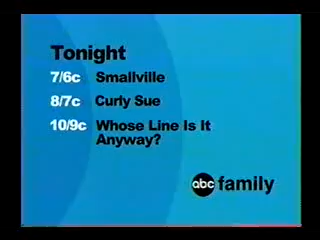 Tonight
7/6c Smallville
8/7c Curly Sue
10/9c Whose Line Is It
Anyway?
abc family